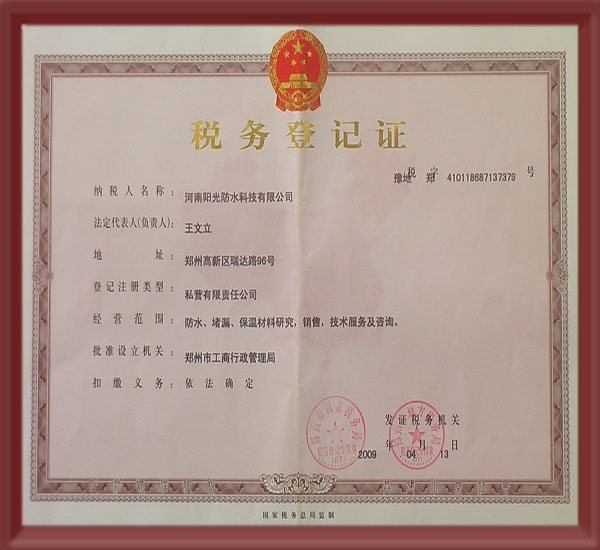 税务登记证
豫地 税 郑 字 410118687137379 号
纳税人名称： 河南阳光防水科技有限公司
法定代表人(负责人)： 王文立
地址： 郑州高新区瑞达路96号
登记注册类型： 私营有限责任公司
经营范围： 防水、堵漏、保温材料研究，销售，技术服务及咨询。
批准设立机关： 郑州市工商行政管理局
扣缴义务： 依法确定
发证税务机关
2009 年 04 月 13 日
国家税务总局监制